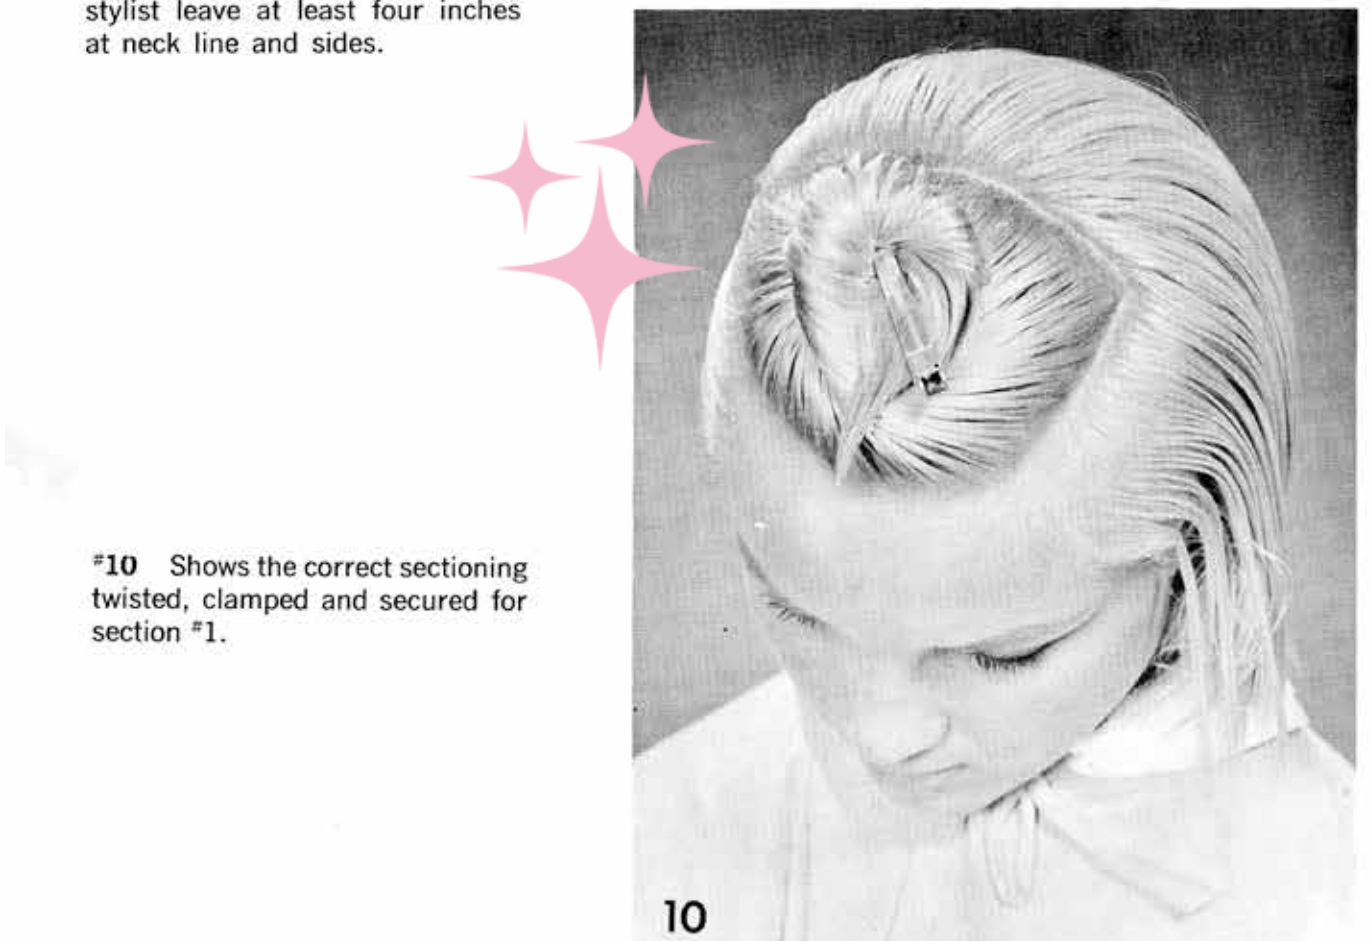 stylist leave at least four inches
at neck line and sides.
#10 Shows the correct sectioning
twisted, clamped and secured for
section #1.
10